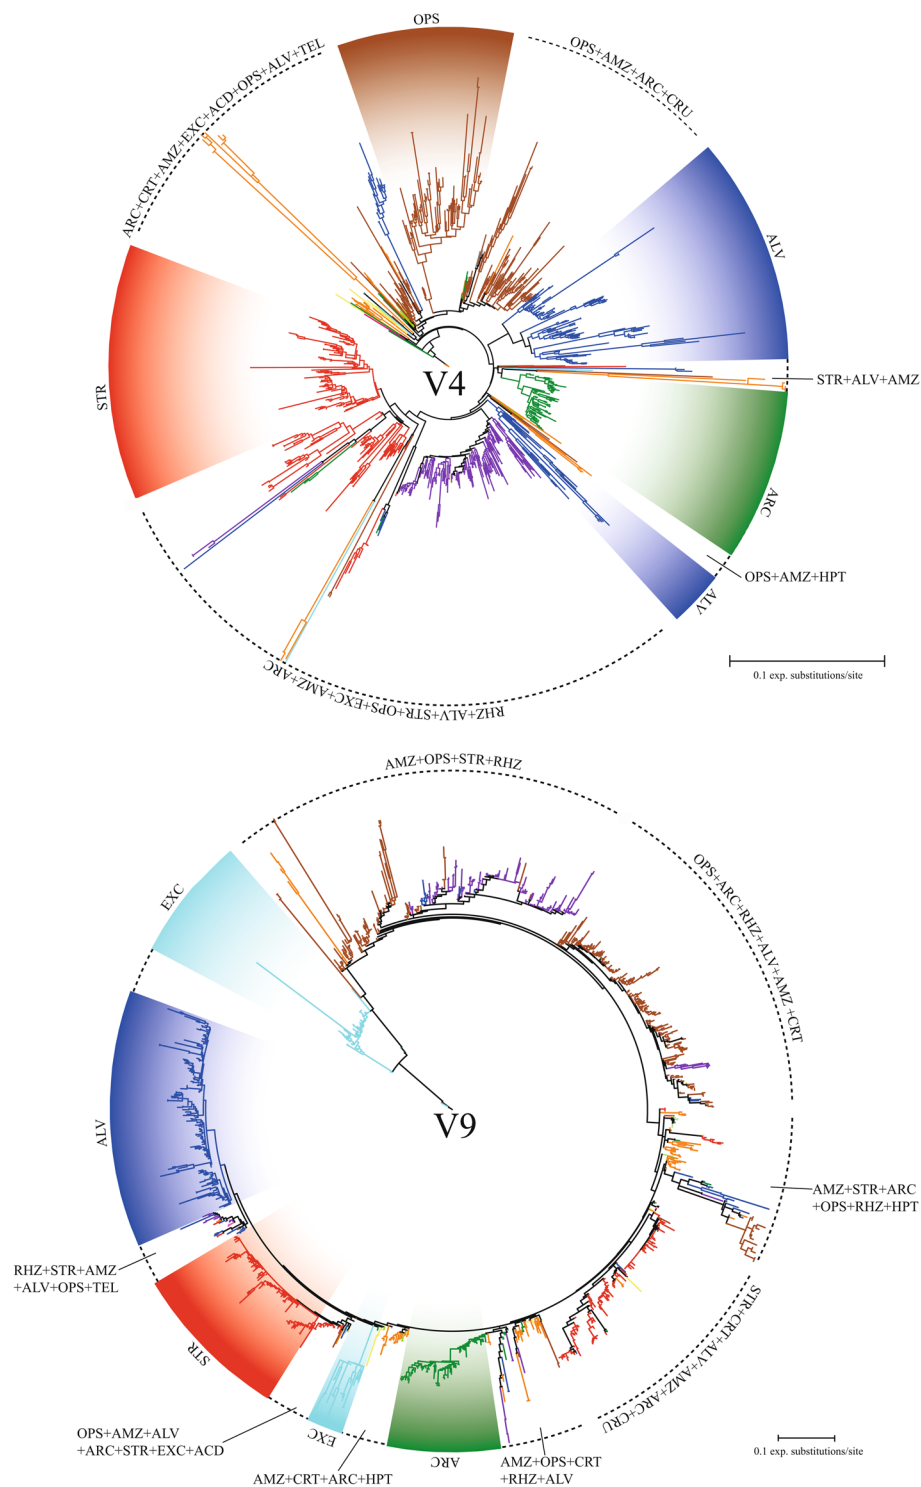 OPS
OPS+AMZ+ARC+CRU
ARC+CRT+AMZ+EXC+ACD+OPS+ALV+TEL
ALV
STR
V4
STR+ALV+AMZ
ARC
OPS+AMZ+HPT
ALV
RHZ+ALV+STR+OPS+EXC+AMZ+ARC
0.1 exp. substitutions/site
AMZ+OPS+STR+RHZ
EXC
OPS+ARC+RHZ+ALV+AMZ +CRT
ALV
V9
AMZ+STR+ARC
+OPS+RHZ+HPT
RHZ+STR+AMZ
+ALV+OPS+TEL
STR
STR+CRT+ALV+AMZ+ARC+CRU
OPS+AMZ+ALV
+ARC+STR+EXC+ACD
EXC
ARC
AMZ+CRT+ARC+HPT
AMZ+OPS+CRT
+RHZ+ALV
0.1 exp. substitutions/site